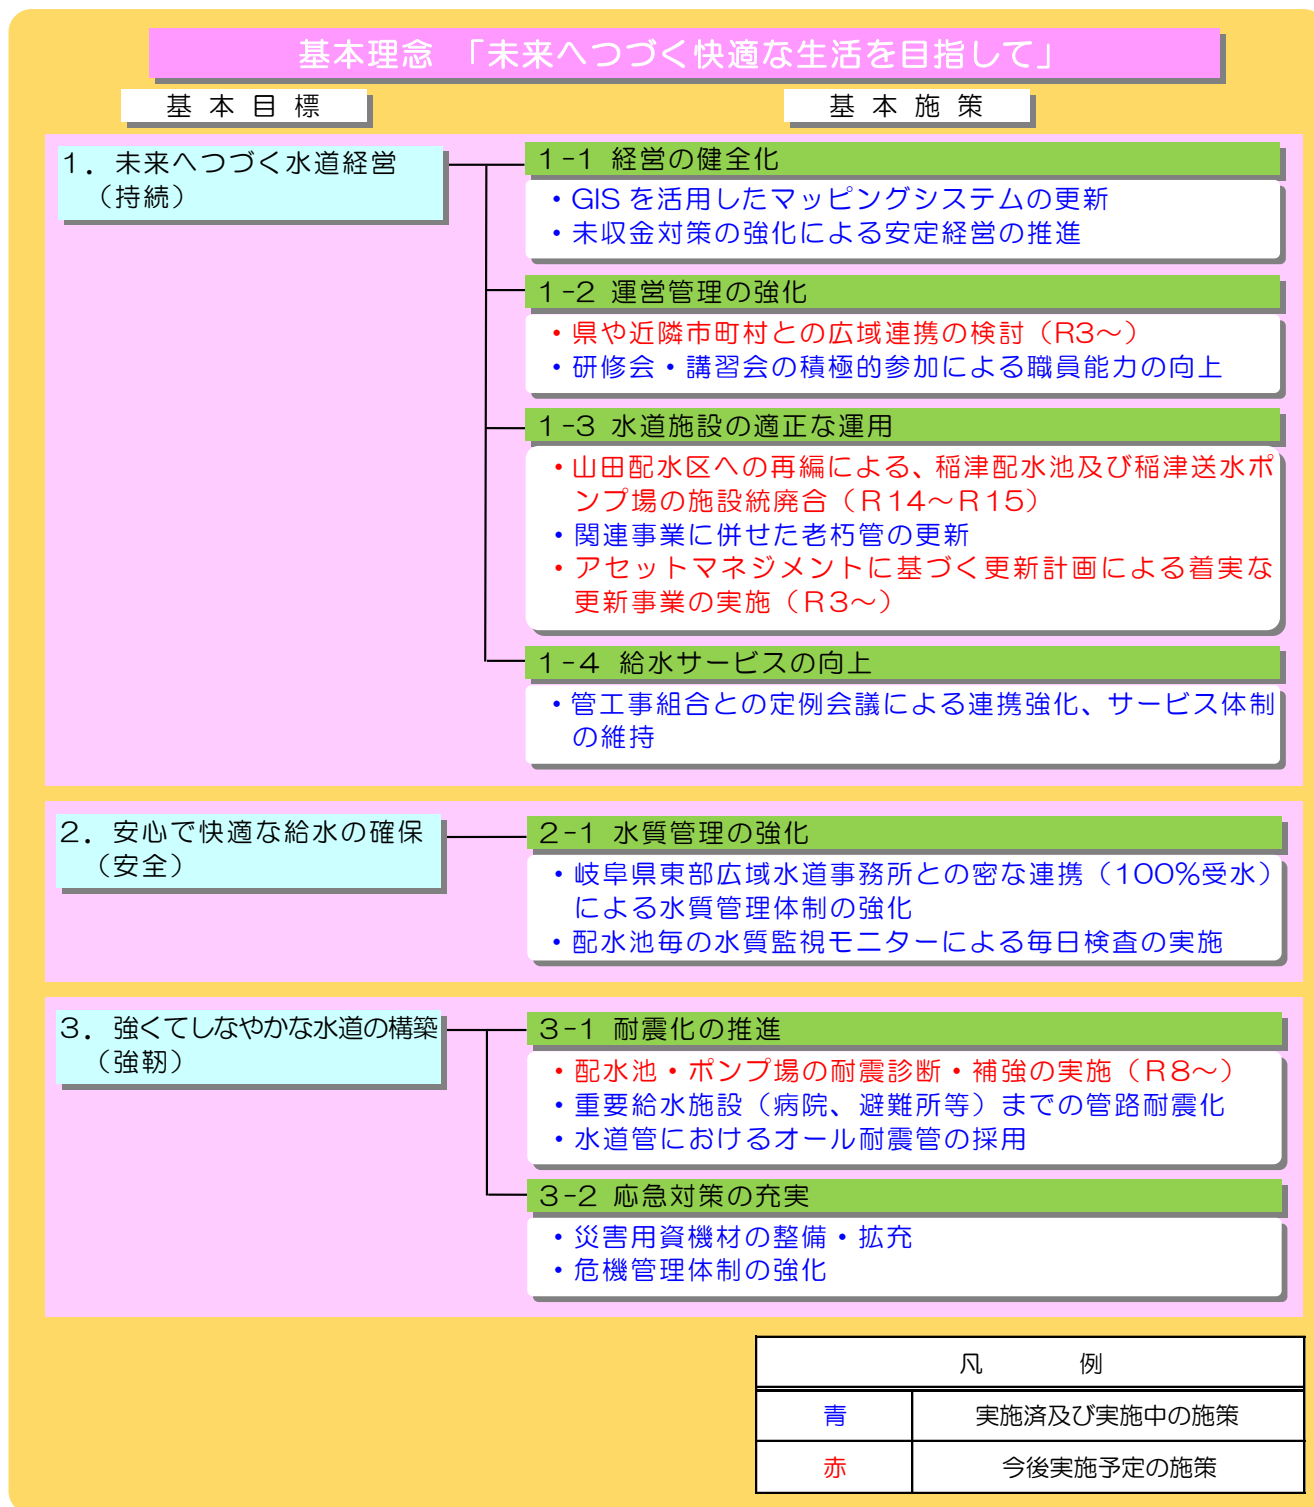 基本理念 「未来へつづく快適な生活を目指して」
基本目標
基本施策
１．未来へつづく水道経営
（持続）
１-１ 経営の健全化
・GIS を活用したマッピングシステムの更新
・未収金対策の強化による安定経営の推進
１-２ 運営管理の強化
・県や近隣市町村との広域連携の検討（R3～）
・研修会・講習会の積極的参加による職員能力の向上
１-３ 水道施設の適正な運用
・山田配水区への再編による、稲津配水池及び稲津送水ポ
ンプ場の施設統廃合（Ｒ14～Ｒ15）
・関連事業に併せた老朽管の更新
・アセットマネジメントに基づく更新計画による着実な
更新事業の実施（Ｒ3～）
１-４ 給水サービスの向上
・管工事組合との定例会議による連携強化、サービス体制
の維持
２．安心で快適な給水の確保
（安全）
２-１ 水質管理の強化
・岐阜県東部広域水道事務所との密な連携（100%受水）
による水質管理体制の強化
・配水池毎の水質監視モニターによる毎日検査の実施
３．強くてしなやかな水道の構築
（強靭）
３-１ 耐震化の推進
・配水池・ポンプ場の耐震診断・補強の実施（Ｒ８～）
・重要給水施設（病院、避難所等）までの管路耐震化
・水道管におけるオール耐震管の採用
３-２ 応急対策の充実
・災害用資機材の整備・拡充
・危機管理体制の強化
凡 例
青 実施済及び実施中の施策
赤 今後実施予定の施策